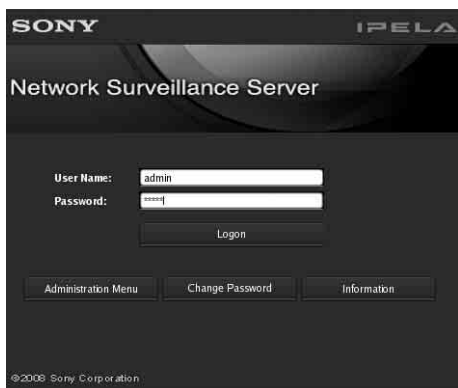 SONY
IPELA
Network Surveillance Server
User Name: admin
Password: *****
Logon
Administration Menu Change Password Information
©2008 Sony Corporation